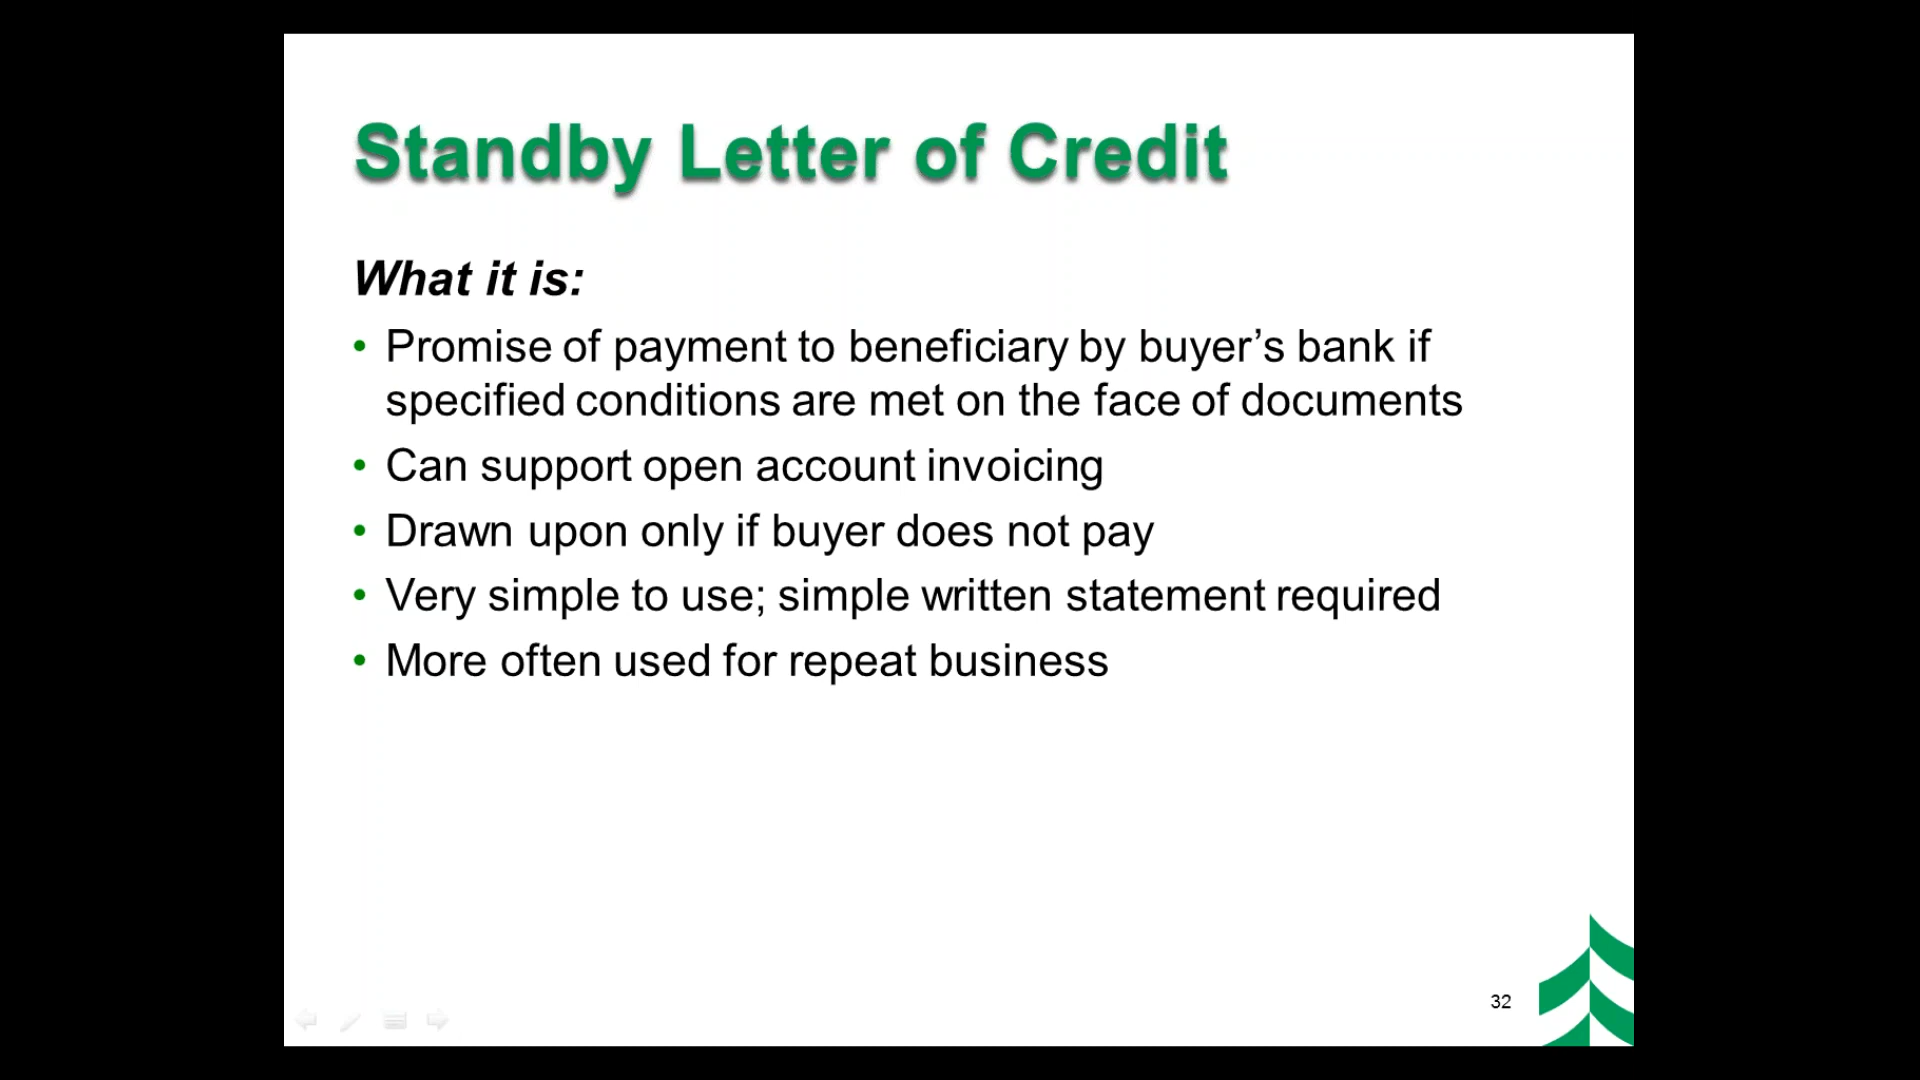 Standby Letter of Credit
What it is:
• Promise of payment to beneficiary by buyer’s bank if
specified conditions are met on the face of documents
• Can support open account invoicing
• Drawn upon only if buyer does not pay
• Very simple to use; simple written statement required
• More often used for repeat business
32